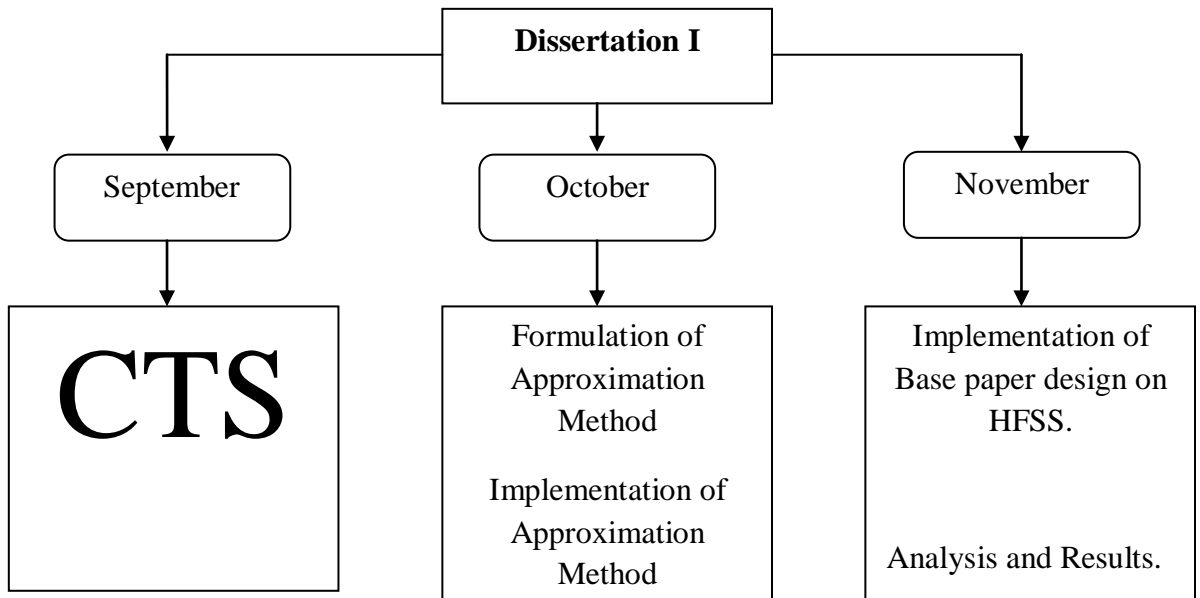 Dissertation I
September
October
November
CTS
Formulation of
Approximation
Method
Implementation of
Approximation
Method
Implementation of
Base paper design on
HFSS.
Analysis and Results.